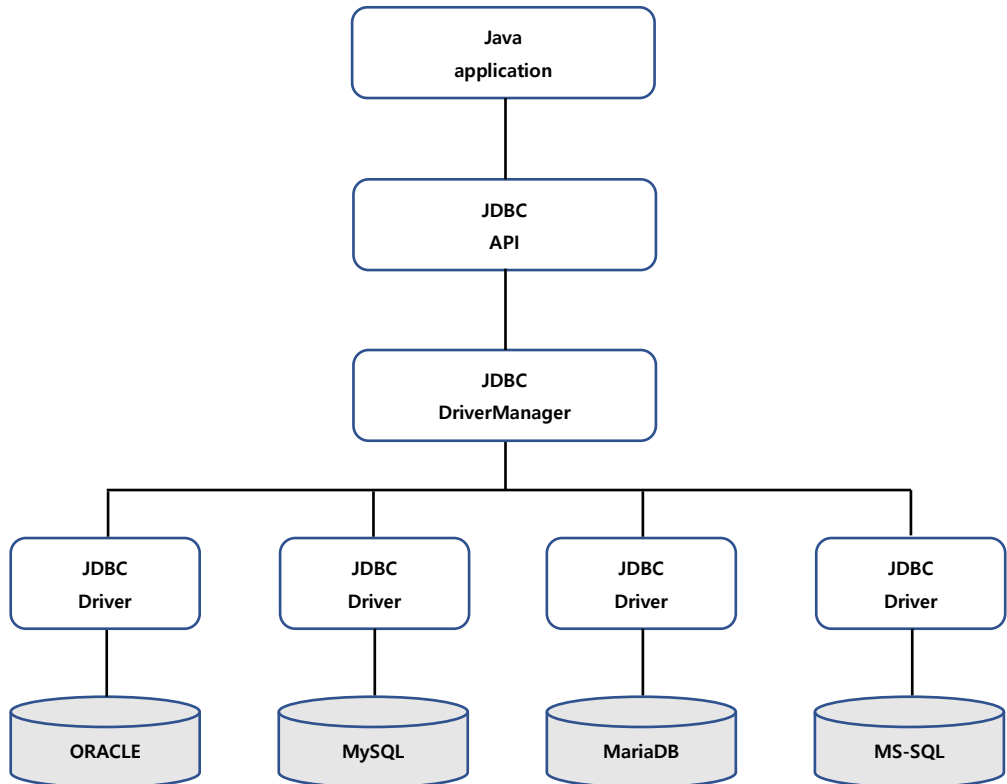 Java
application
JDBC
API
JDBC
DriverManager
JDBC
Driver
JDBC
Driver
JDBC
Driver
JDBC
Driver
ORACLE
MySQL
MariaDB
MS-SQL